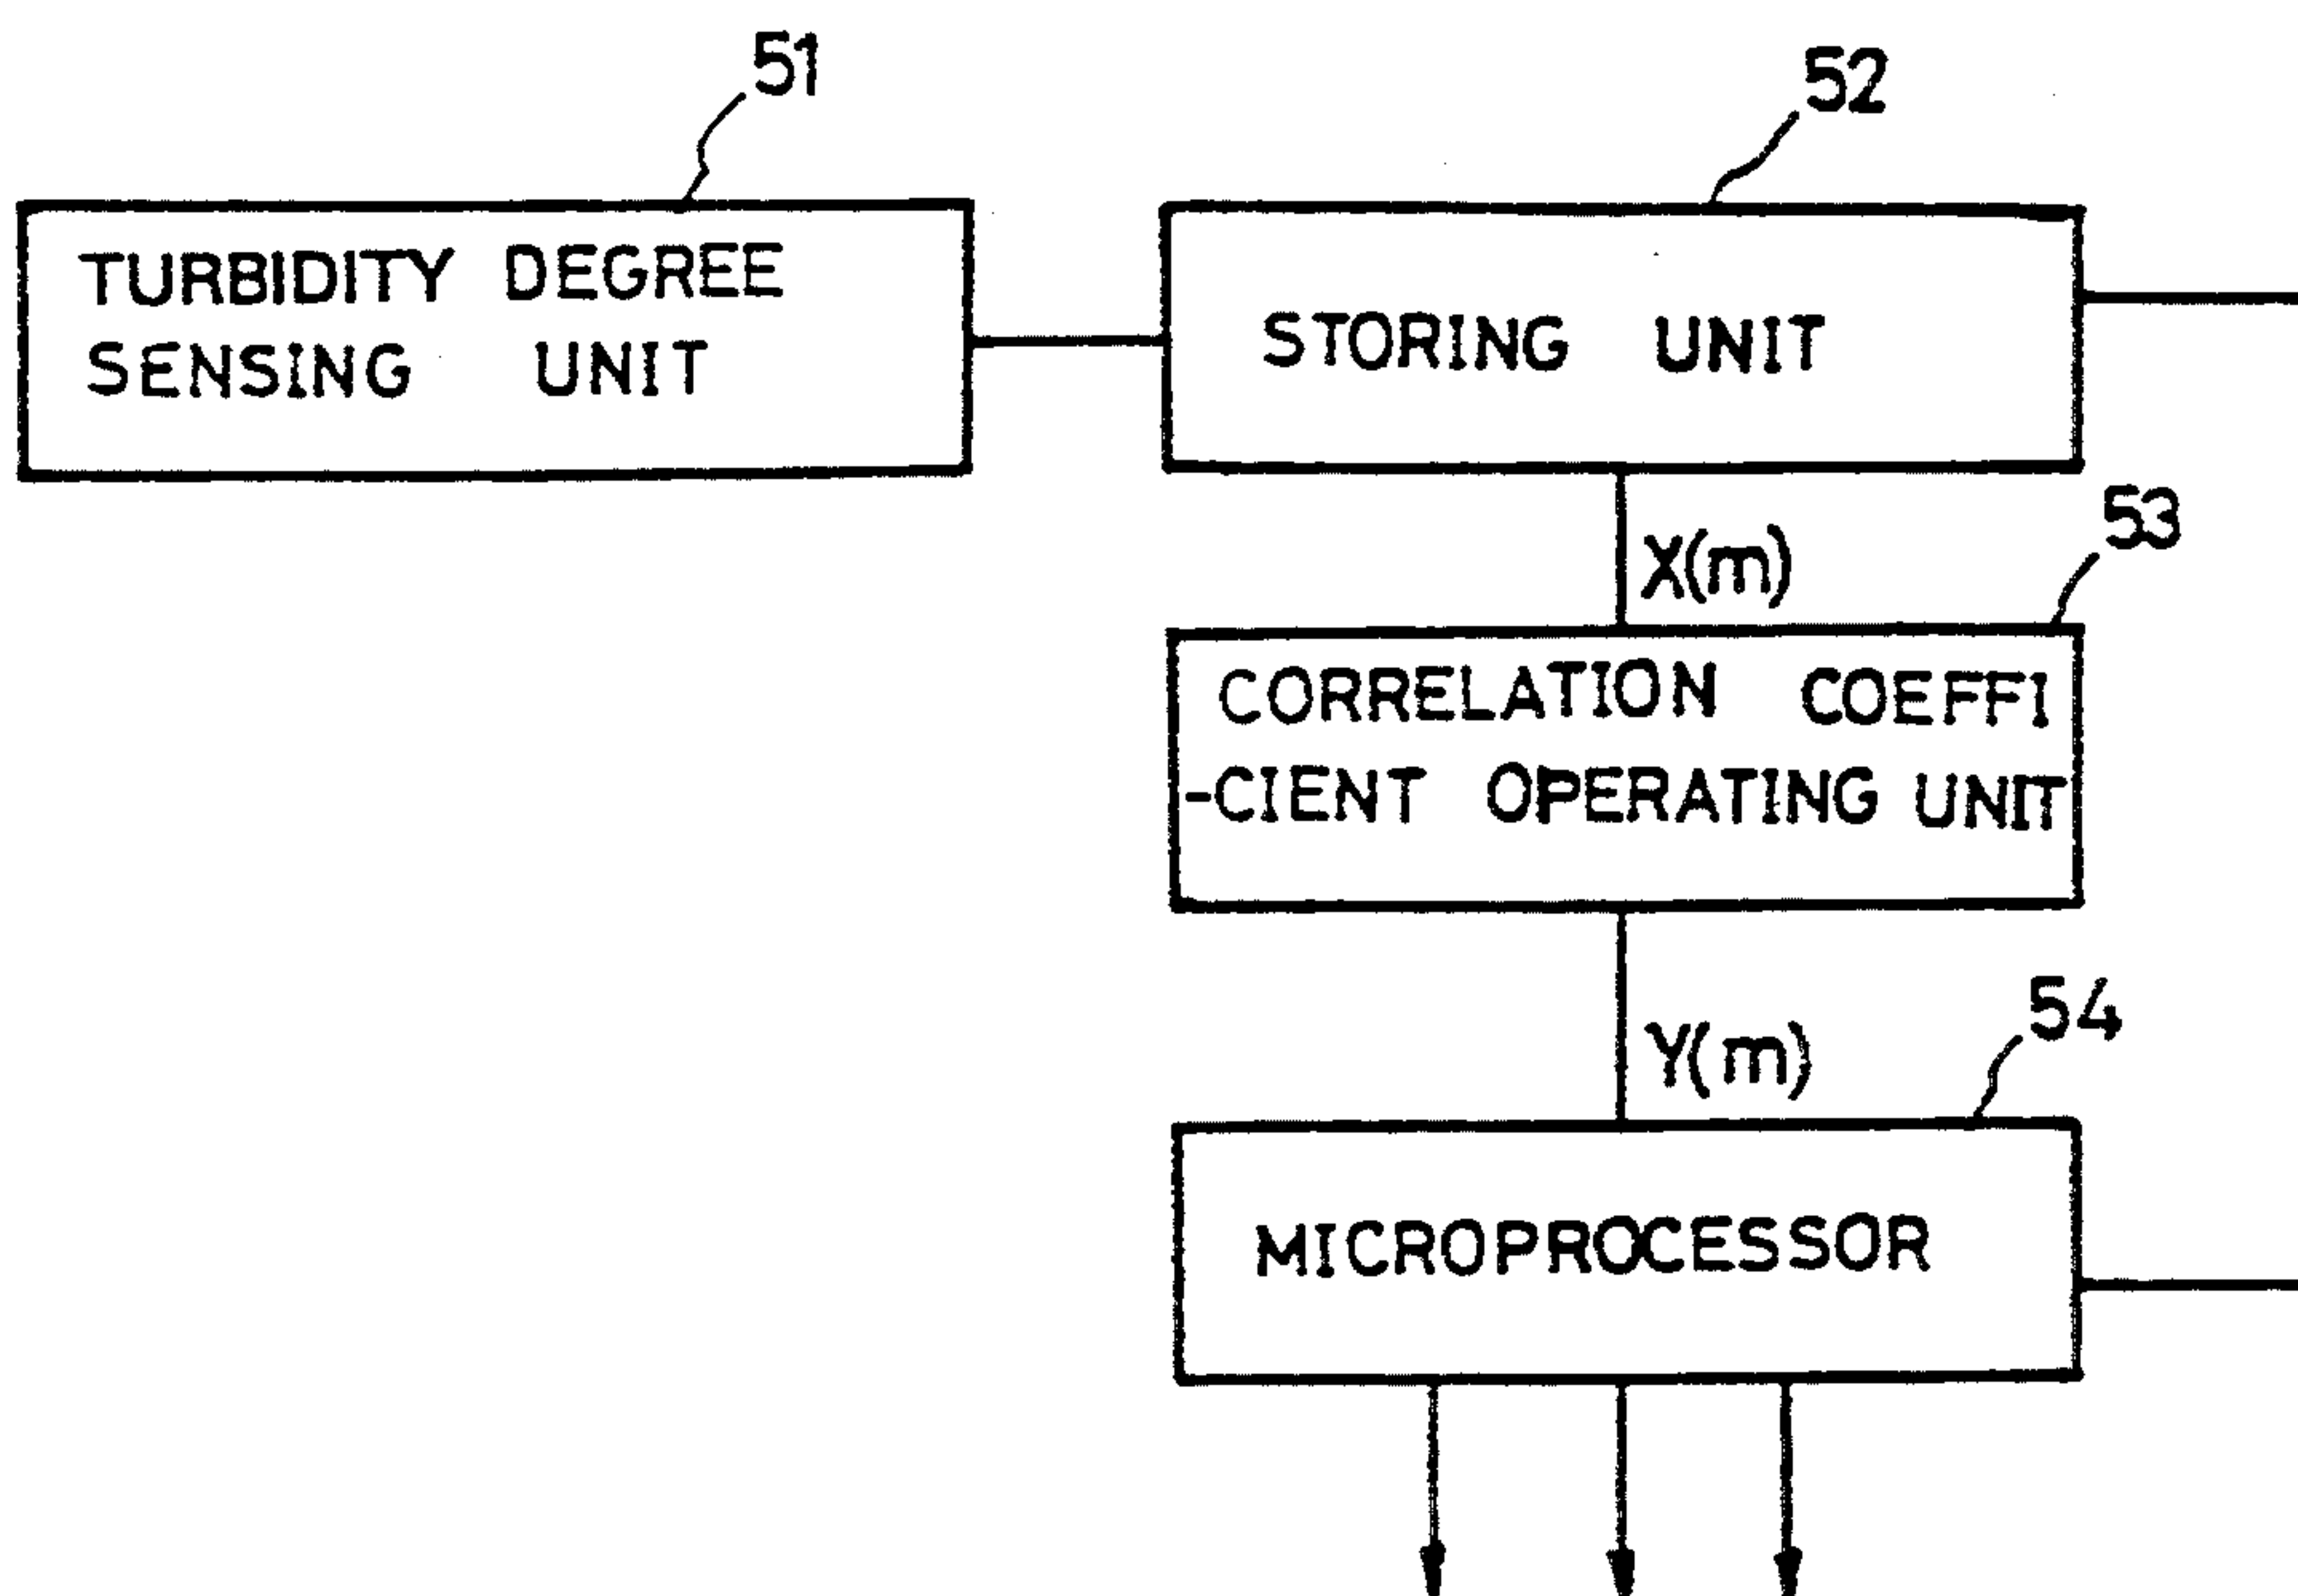 51
52
TURBIDITY DEGREE
SENSING UNIT
STORING UNIT
53
X(m)
CORRELATION COEFFI
-CIENT OPERATING UNIT
54
Y(m)
MICROPROCESSOR